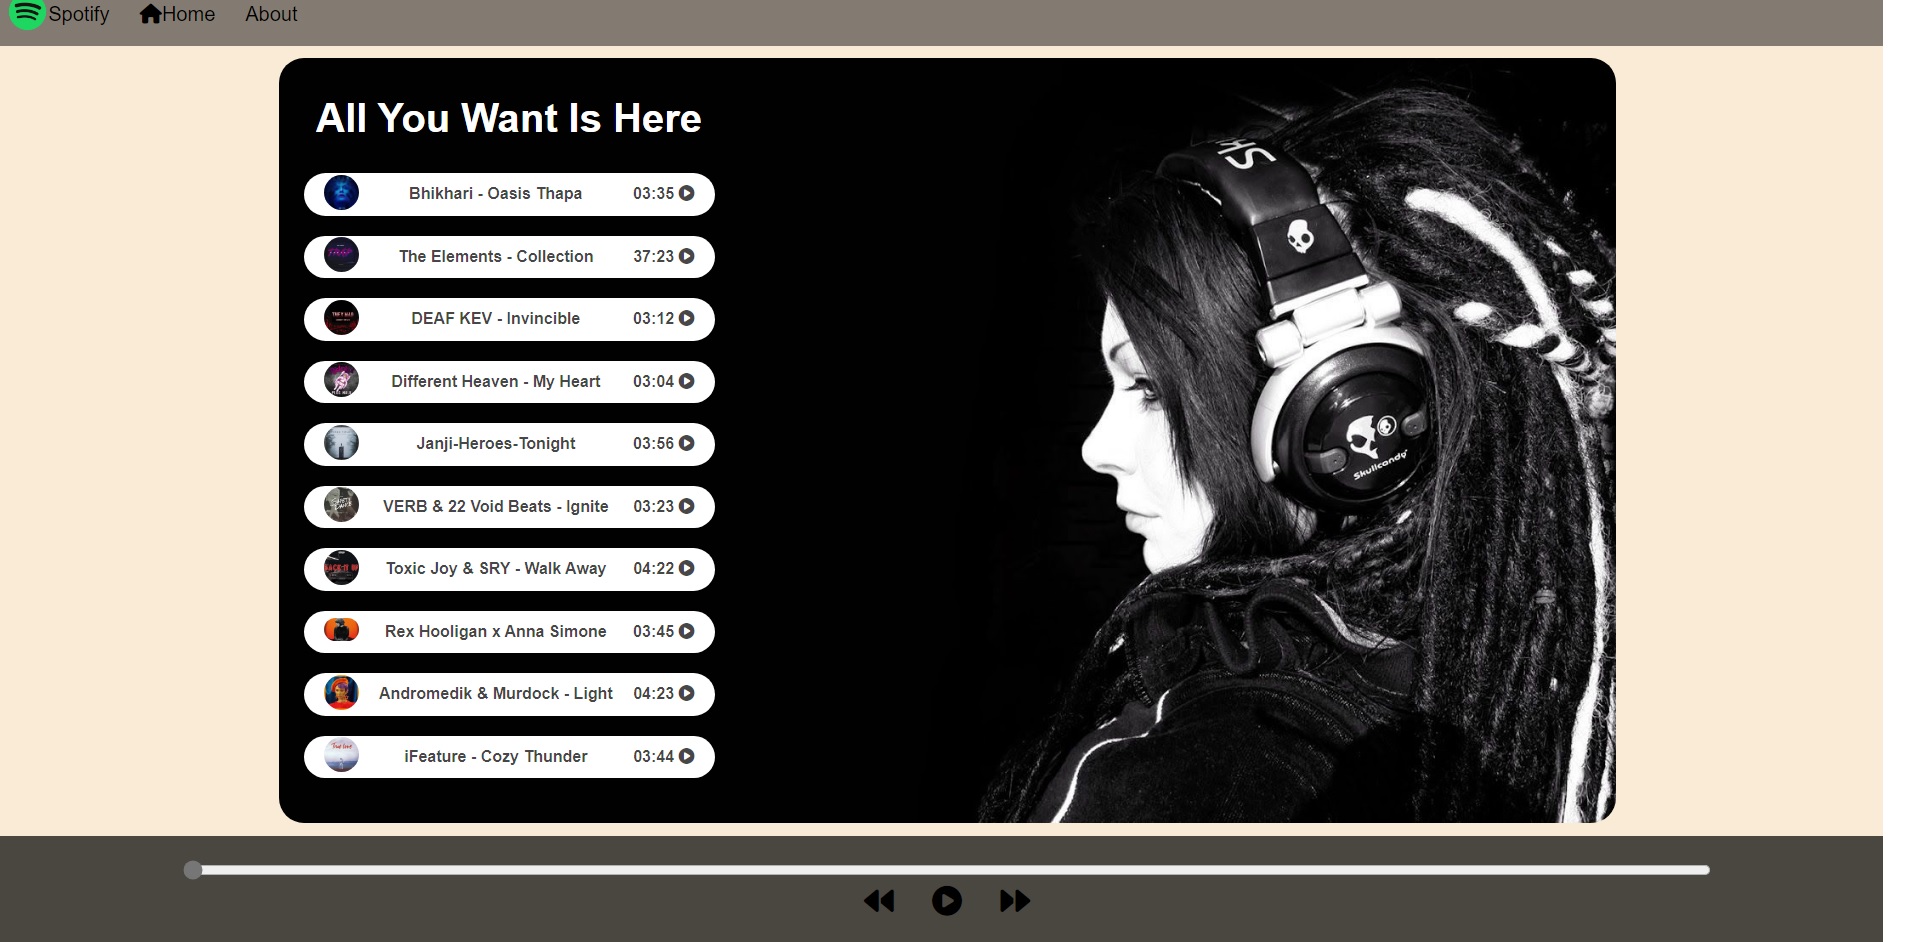 Spotify Home About
All You Want Is Here
Bhikhari - Oasis Thapa 03:35
The Elements - Collection 37:23
DEAF KEV - Invincible 03:12
Different Heaven - My Heart 03:04
Janji-Heroes-Tonight 03:56
VERB & 22 Void Beats - Ignite 03:23
Toxic Joy & SRY - Walk Away 04:22
Rex Hooligan x Anna Simone 03:45
Andromedik & Murdock - Light 04:23
iFeature - Cozy Thunder 03:44
Skullcandy